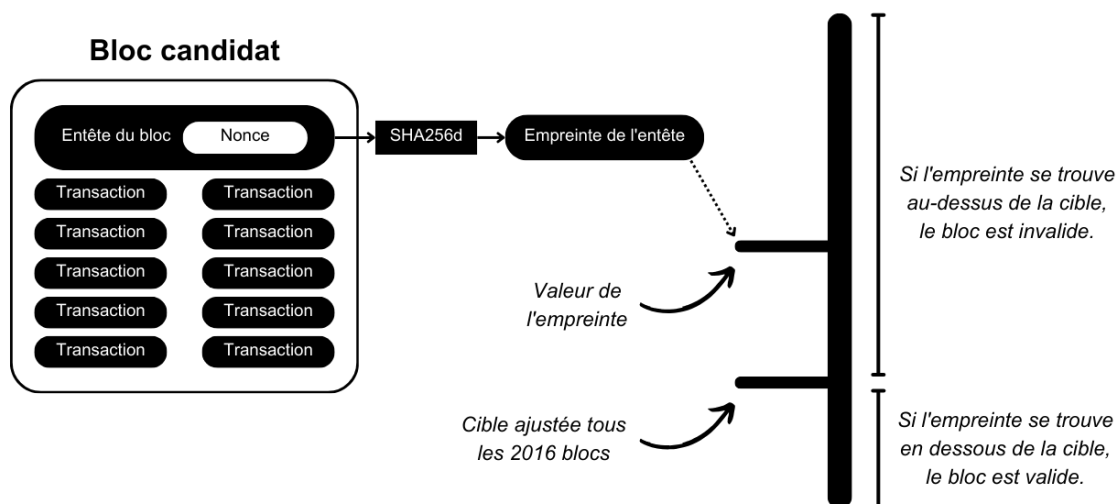 Bloc candidat
Entête du bloc
Nonce
SHA256d
Empreinte de l'entête
Transaction
Transaction
Transaction
Transaction
Transaction
Transaction
Transaction
Transaction
Transaction
Transaction
Valeur de
l'empreinte
Cible ajustée tous
les 2016 blocs
Si l'empreinte se trouve
au-dessus de la cible,
le bloc est invalide.
Si l'empreinte se trouve
en dessous de la cible,
le bloc est valide.